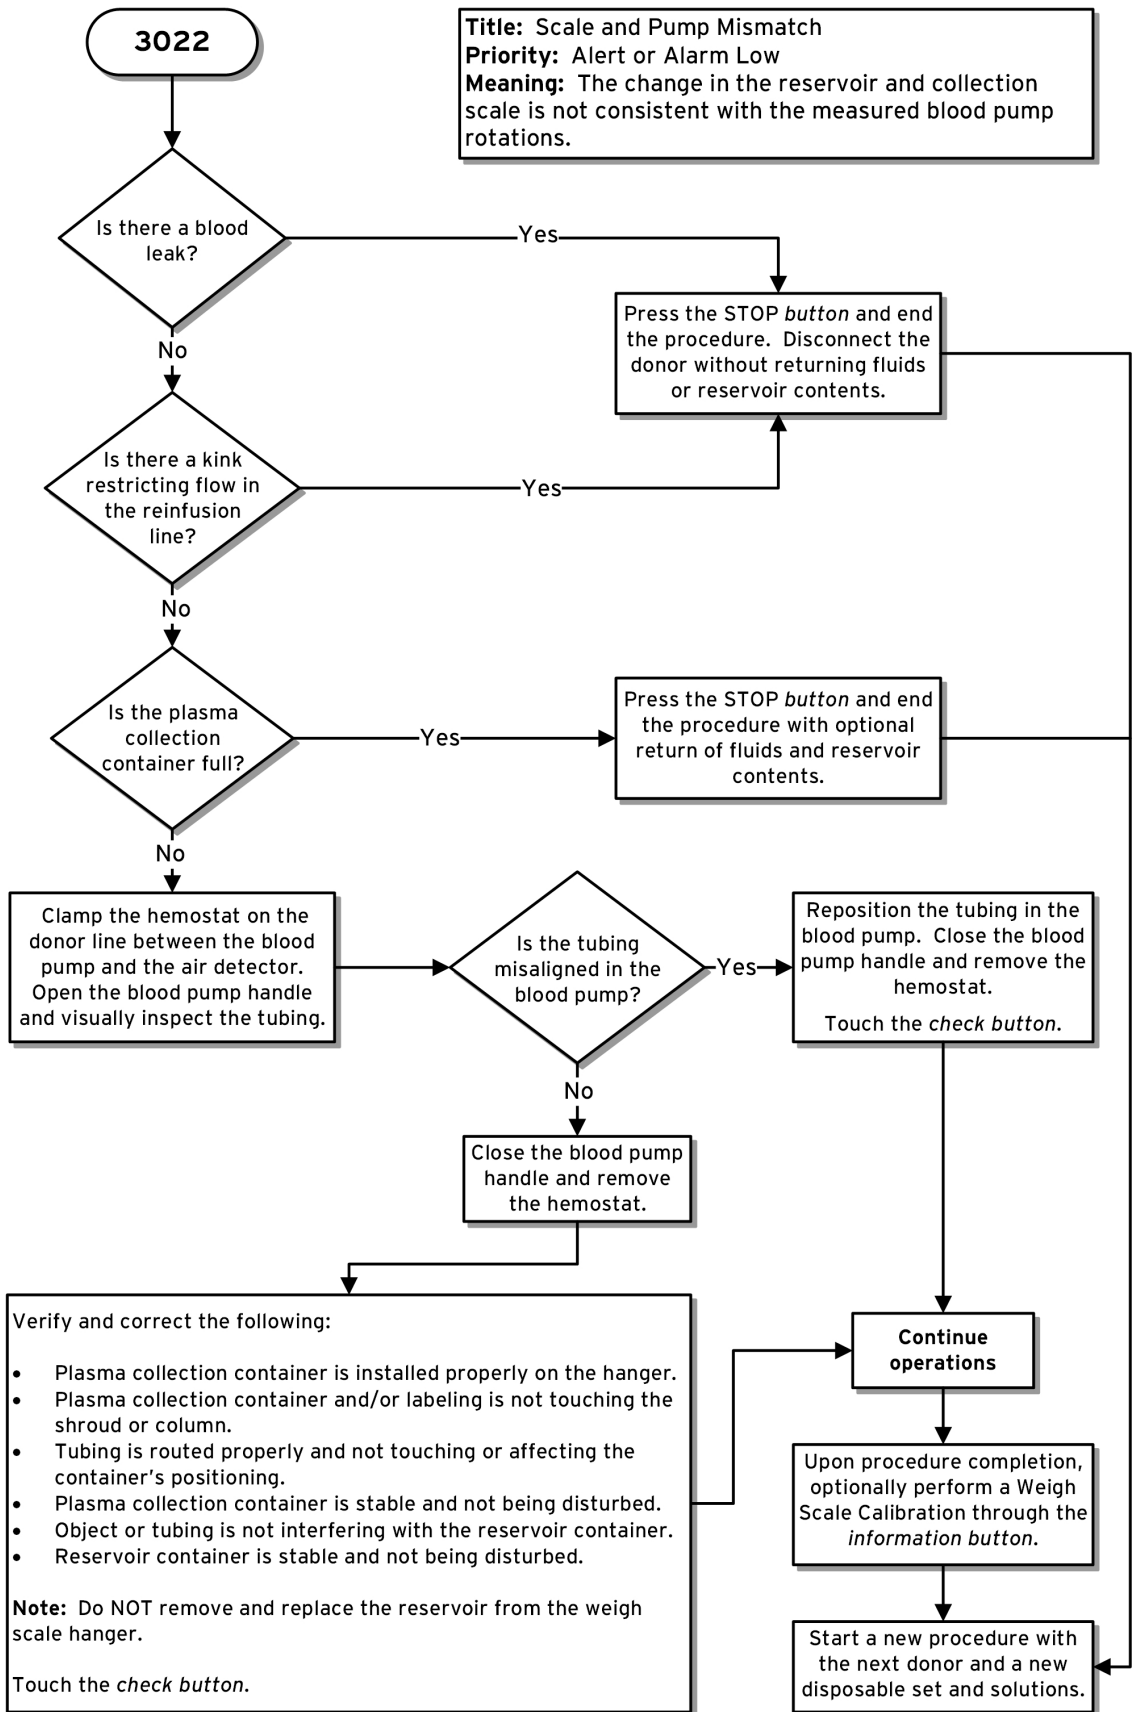 3022
Title: Scale and Pump Mismatch
Priority: Alert or Alarm Low
Meaning: The change in the reservoir and collection
scale is not consistent with the measured blood pump
rotations.
Is there a blood
leak?
Yes
Press the STOP button and end
the procedure. Disconnect the
donor without returning fluids
or reservoir contents.
No
Is there a kink
restricting flow in
the reinfusion
line?
Yes
No
Is the plasma
collection
container full?
Yes
Press the STOP button and end
the procedure with optional
return of fluids and reservoir
contents.
No
Clamp the hemostat on the
donor line between the blood
pump and the air detector.
Open the blood pump handle
and visually inspect the tubing.
Is the tubing
misaligned in the
blood pump?
Yes
Reposition the tubing in the
blood pump. Close the blood
pump handle and remove the
hemostat.
Touch the check button.
No
Close the blood pump
handle and remove
the hemostat.
Verify and correct the following:
• Plasma collection container is installed properly on the hanger.
• Plasma collection container and/or labeling is not touching the
shroud or column.
• Tubing is routed properly and not touching or affecting the
container's positioning.
• Plasma collection container is stable and not being disturbed.
• Object or tubing is not interfering with the reservoir container.
• Reservoir container is stable and not being disturbed.
Note: Do NOT remove and replace the reservoir from the weigh
scale hanger.
Touch the check button.
Continue
operations
Upon procedure completion,
optionally perform a Weigh
Scale Calibration through the
information button.
Start a new procedure with
the next donor and a new
disposable set and solutions.